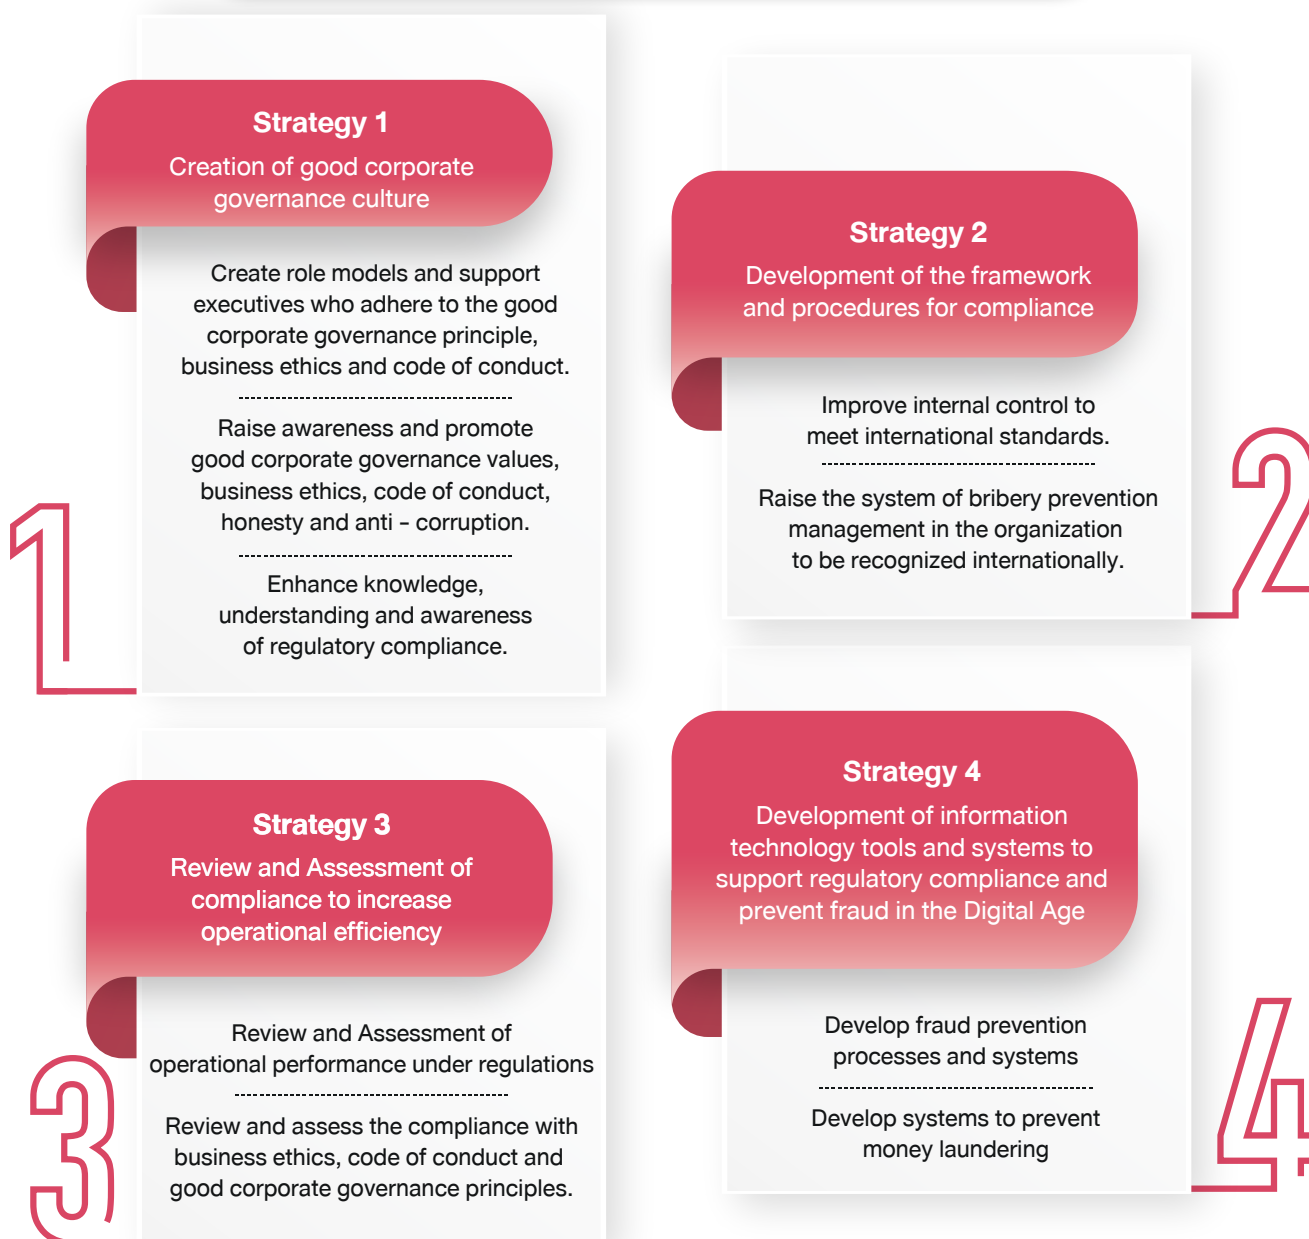 Strategy 1
Creation of good corporate
governance culture
Create role models and support
executives who adhere to the good
corporate governance principle,
business ethics and code of conduct.
Raise awareness and promote
good corporate governance values,
business ethics, code of conduct,
honesty and anti - corruption.
Enhance knowledge,
understanding and awareness
of regulatory compliance.
1
Strategy 2
Development of the framework
and procedures for compliance
Improve internal control to
meet international standards.
Raise the system of bribery prevention
management in the organization
to be recognized internationally.
2
Strategy 3
Review and Assessment of
compliance to increase
operational efficiency
Review and Assessment of
operational performance under regulations
Review and assess the compliance with
business ethics, code of conduct and
good corporate governance principles.
3
Strategy 4
Development of information
technology tools and systems to
support regulatory compliance and
prevent fraud in the Digital Age
Develop fraud prevention
processes and systems
Develop systems to prevent
money laundering
4